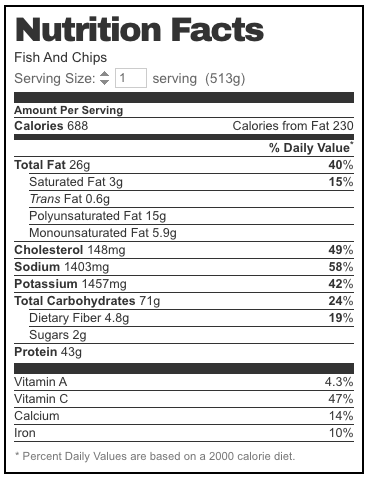 Nutrition Facts
Fish And Chips
Serving Size: 1 serving (513g)
Amount Per Serving
Calories 688 Calories from Fat 230
% Daily Value*
Total Fat 26g 40%
Saturated Fat 3g 15%
Trans Fat 0.6g
Polyunsaturated Fat 15g
Monounsaturated Fat 5.9g
Cholesterol 148mg 49%
Sodium 1403mg 58%
Potassium 1457mg 42%
Total Carbohydrates 71g 24%
Dietary Fiber 4.8g 19%
Sugars 2g
Protein 43g
Vitamin A 4.3%
Vitamin C 47%
Calcium 14%
Iron 10%
* Percent Daily Values are based on a 2000 calorie diet.